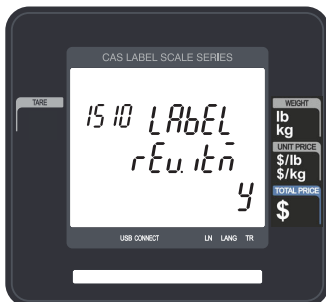 CAS LABEL SCALE SERIES
TARE
1510 LAbEL
rEv.itm
y
WEIGHT
lb
kg
UNIT PRICE
$/lb
$/kg
TOTAL PRICE
$
USB CONNECT LN LANG TR